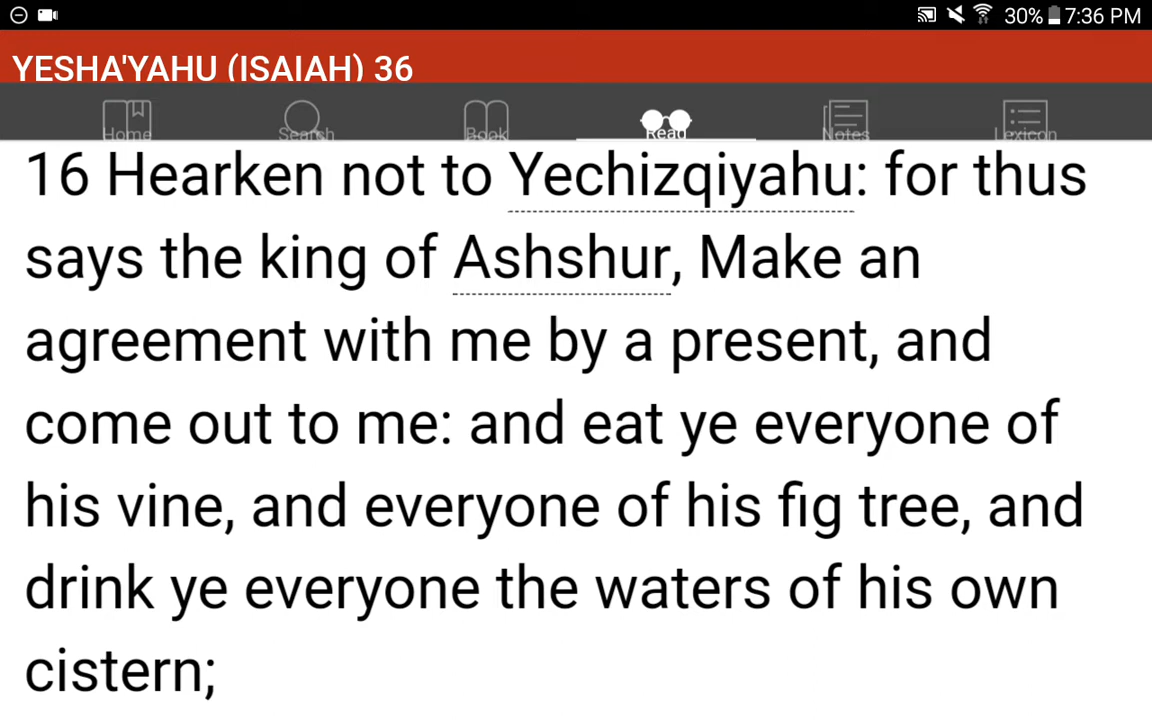 30% 7:36 PM
YESHA'YAHU (ISAIAH) 36
Home Search Book Read Notes Lexicon
16 Hearken not to Yechizqiyahu: for thus
says the king of Ashshur, Make an
agreement with me by a present, and
come out to me: and eat ye everyone of
his vine, and everyone of his fig tree, and
drink ye everyone the waters of his own
cistern;